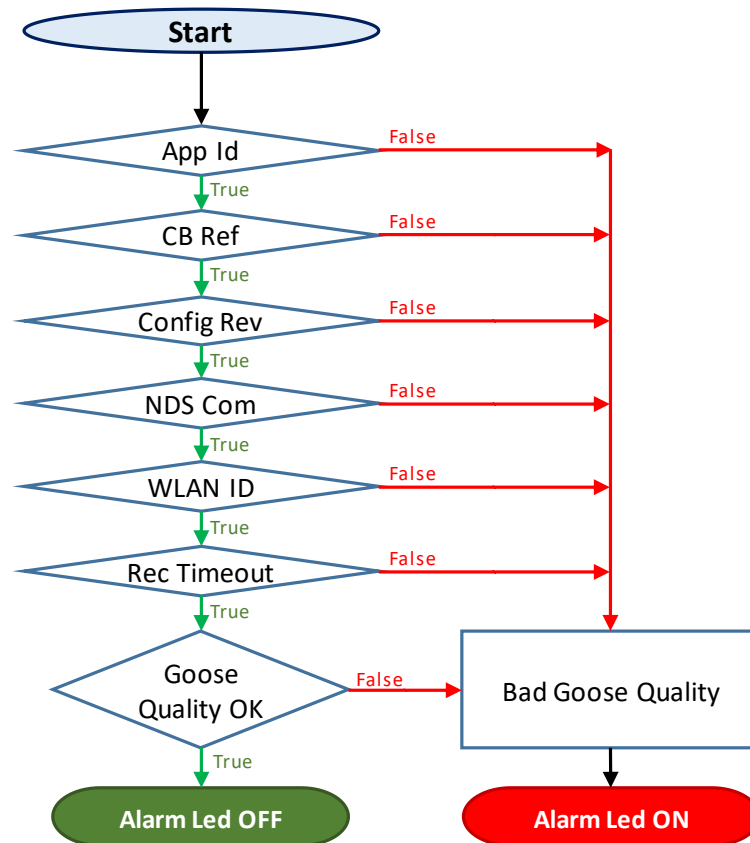 Start
App Id
False
True
CB Ref
False
True
Config Rev
False
True
NDS Com
False
True
WLAN ID
False
True
Rec Timeout
False
True
Goose
Quality OK
False
Bad Goose Quality
True
Alarm Led OFF
Alarm Led ON